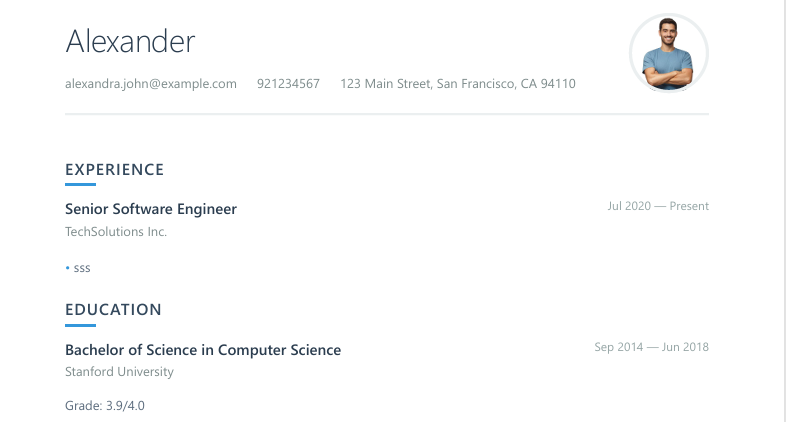 Alexander
alexandra.john@example.com 921234567 123 Main Street, San Francisco, CA 94110
EXPERIENCE
Senior Software Engineer Jul 2020 — Present
TechSolutions Inc.
• sss
EDUCATION
Bachelor of Science in Computer Science Sep 2014 — Jun 2018
Stanford University
Grade: 3.9/4.0